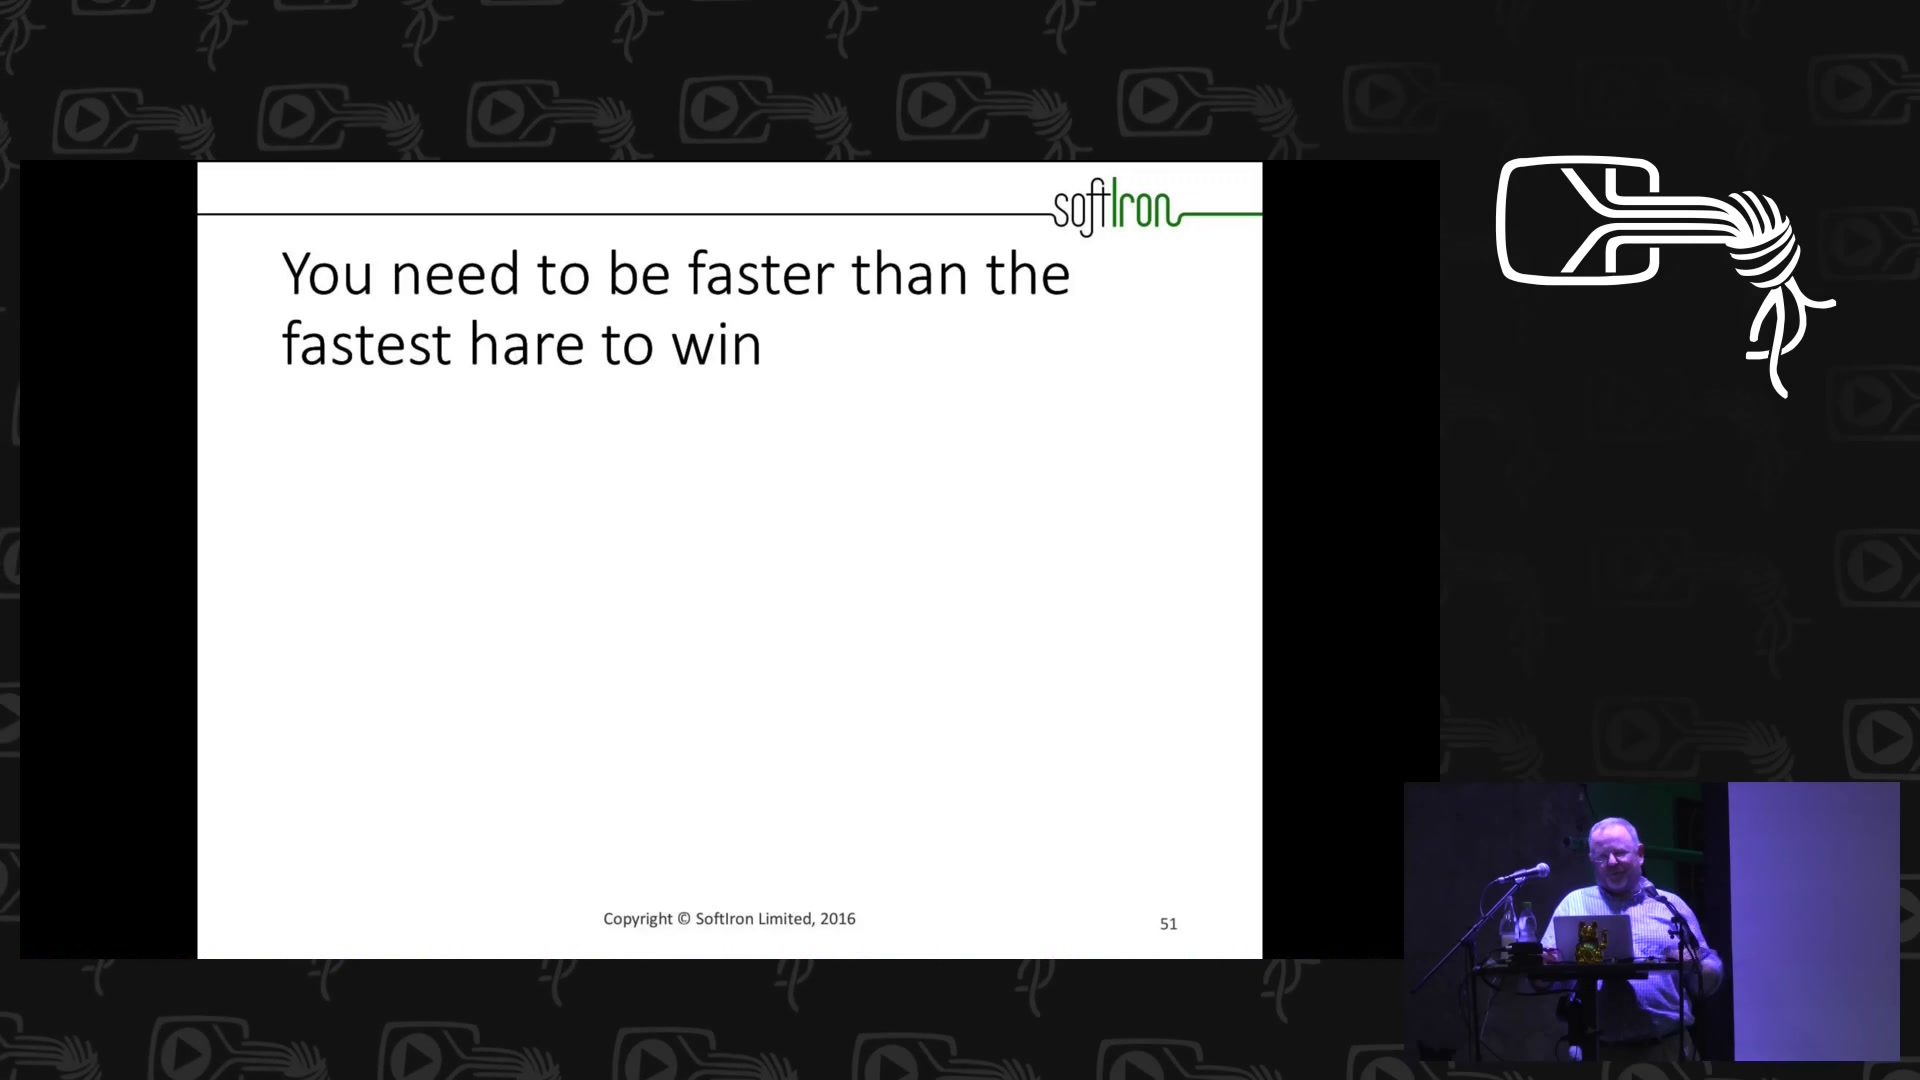 softIron
You need to be faster than the
fastest hare to win
Copyright © SoftIron Limited, 2016
51